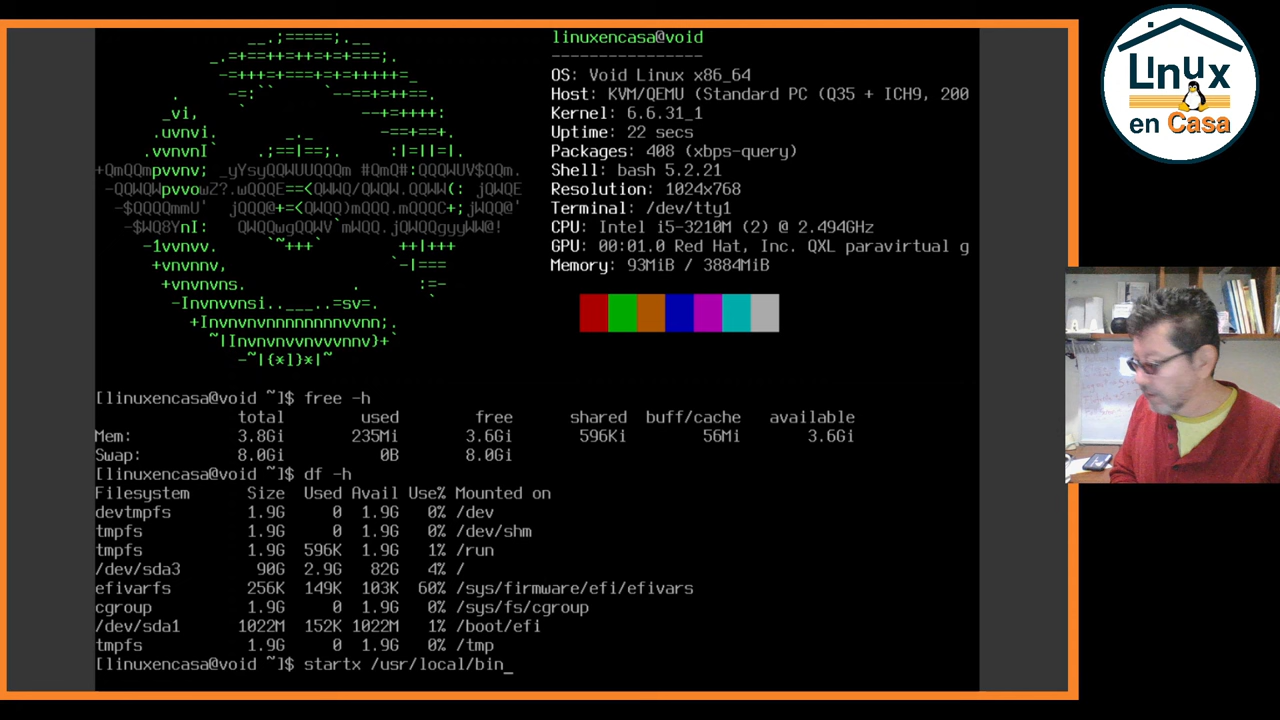 linuxencasa@void
----------------
OS: Void Linux x86_64
Host: KVM/QEMU (Standard PC (Q35 + ICH9, 200
Kernel: 6.6.31_1
Uptime: 22 secs
Packages: 408 (xbps-query)
Shell: bash 5.2.21
Resolution: 1024x768
Terminal: /dev/tty1
CPU: Intel i5-3210M (2) @ 2.494GHz
GPU: 00:01.0 Red Hat, Inc. QXL paravirtual g
Memory: 93MiB / 3884MiB
[linuxencasa@void ~]$ free -h
total used free shared buff/cache available
Mem: 3.8Gi 235Mi 3.6Gi 596Ki 56Mi 3.6Gi
Swap: 8.0Gi 0B 8.0Gi
[linuxencasa@void ~]$ df -h
Filesystem Size Used Avail Use% Mounted on
devtmpfs 1.9G 0 1.9G 0% /dev
tmpfs 1.9G 0 1.9G 0% /dev/shm
tmpfs 1.9G 596K 1.9G 1% /run
/dev/sda3 90G 2.9G 82G 4% /
efivarfs 256K 149K 103K 60% /sys/firmware/efi/efivars
cgroup 1.9G 0 1.9G 0% /sys/fs/cgroup
/dev/sda1 1022M 152K 1022M 1% /boot/efi
tmpfs 1.9G 0 1.9G 0% /tmp
[linuxencasa@void ~]$ startx /usr/local/bin_
Linux
en Casa